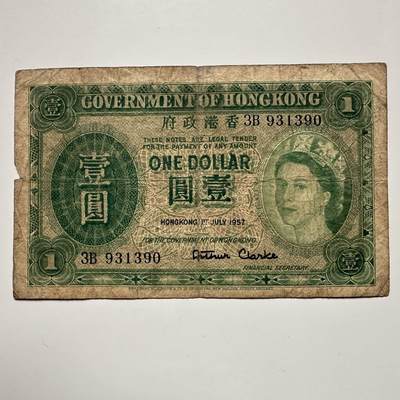 壹 GOVERNMENT OF HONGKONG 1
府政港香 3B 931390
THESE NOTES ARE LEGAL TENDER
FOR THE PAYMENT OF ANY AMOUNT
ONE DOLLAR
壹圓
圓壹
HONGKONG 1ST JULY 1957
FOR THE GOVERNMENT OF HONGKONG
1 3B 931390 Arthur Clarke 壹
FINANCIAL SECRETARY.